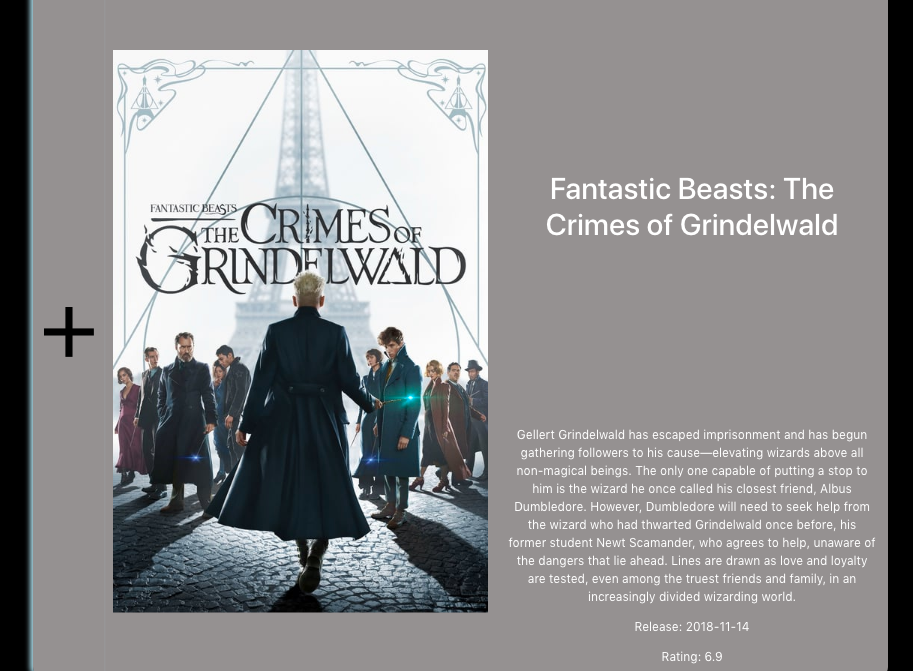 FANTASTIC BEASTS
THE CRIMES OF
GRINDELWALD
Fantastic Beasts: The
Crimes of Grindelwald
Gellert Grindelwald has escaped imprisonment and has begun
gathering followers to his cause—elevating wizards above all
non-magical beings. The only one capable of putting a stop to
him is the wizard he once called his closest friend, Albus
Dumbledore. However, Dumbledore will need to seek help from
the wizard who had thwarted Grindelwald once before, his
former student Newt Scamander, who agrees to help, unaware of
the dangers that lie ahead. Lines are drawn as love and loyalty
are tested, even among the truest friends and family, in an
increasingly divided wizarding world.
Release: 2018-11-14
Rating: 6.9